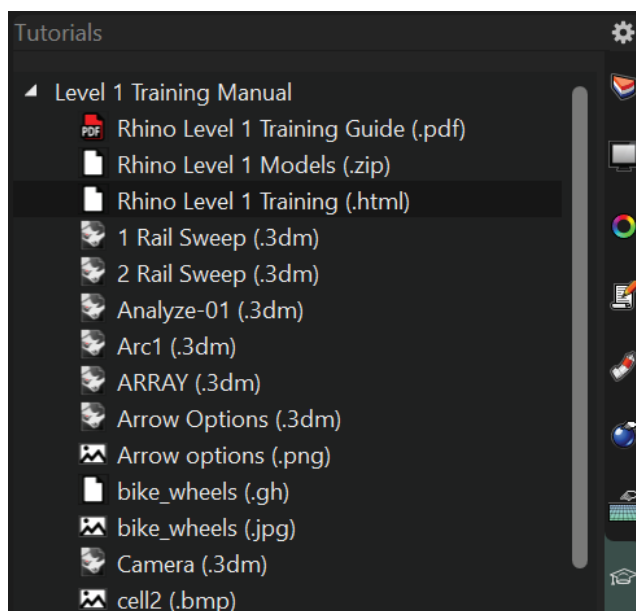 Tutorials
Level 1 Training Manual
PDF Rhino Level 1 Training Guide (.pdf)
Rhino Level 1 Models (.zip)
Rhino Level 1 Training (.html)
1 Rail Sweep (.3dm)
2 Rail Sweep (.3dm)
Analyze-01 (.3dm)
Arc1 (.3dm)
ARRAY (.3dm)
Arrow Options (.3dm)
Arrow options (.png)
bike_wheels (.gh)
bike_wheels (.jpg)
Camera (.3dm)
cell2 (.bmp)